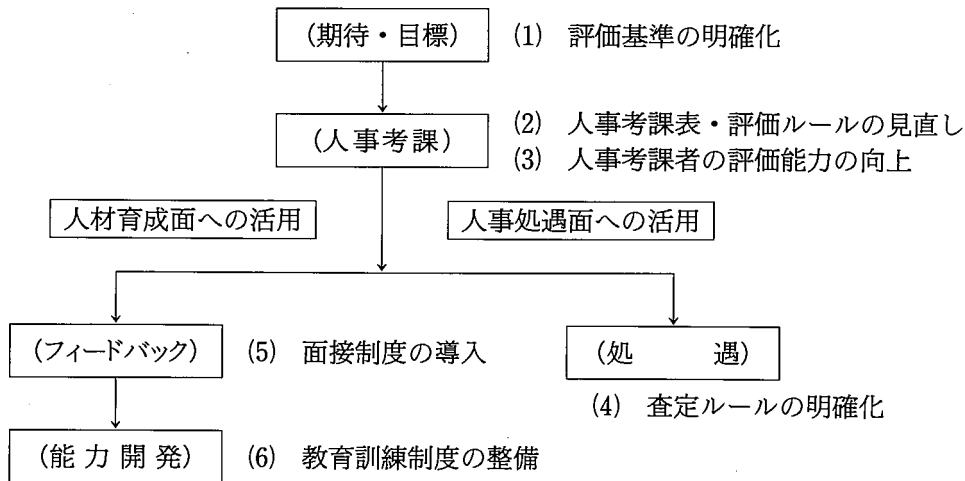 (期待・目標) (1) 評価基準の明確化
(人事考課) (2) 人事考課表・評価ルールの見直し
(3) 人事考課者の評価能力の向上
人材育成面への活用 人事処遇面への活用
(フィードバック) (5) 面接制度の導入 (処 遇)
(4) 査定ルールの明確化
(能力開発) (6) 教育訓練制度の整備